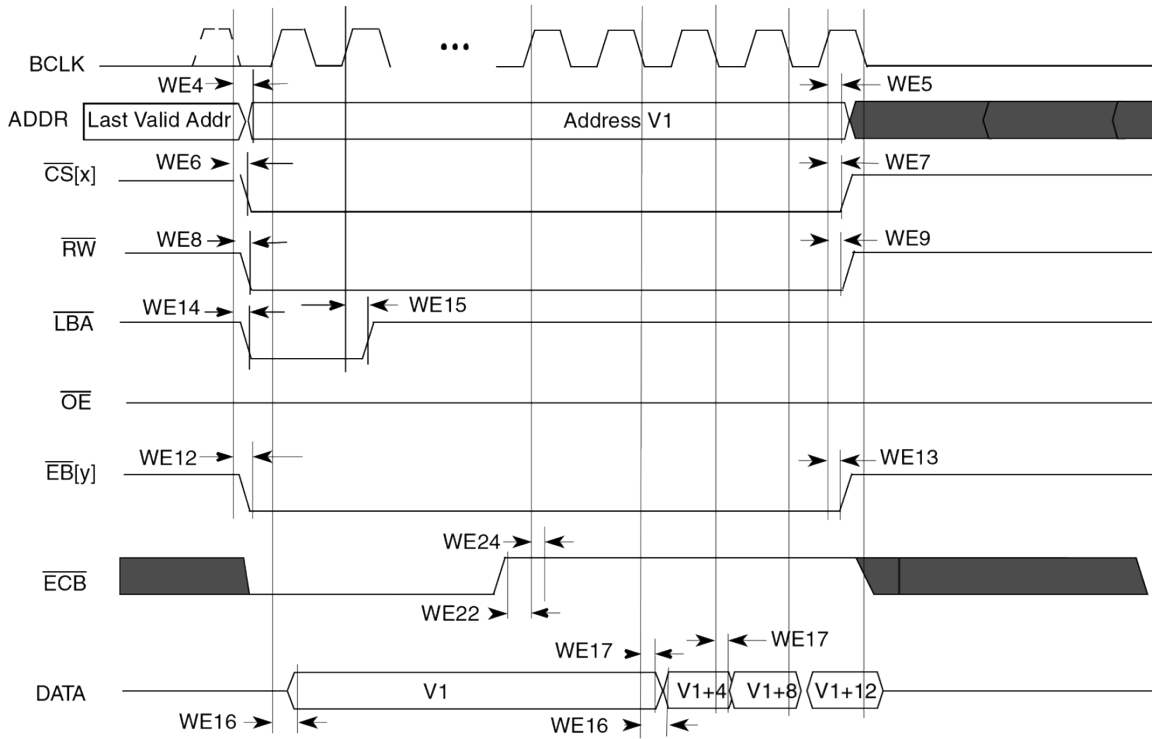 BCLK
•••
WE4
WE5
ADDR
Last Valid Addr
Address V1
WE6
WE7
CS[x]
WE8
WE9
RW
WE14
WE15
LBA
OE
WE12
WE13
EB[y]
WE24
ECB
WE22
WE17
WE17
DATA
V1
V1+4
V1+8
V1+12
WE16
WE16